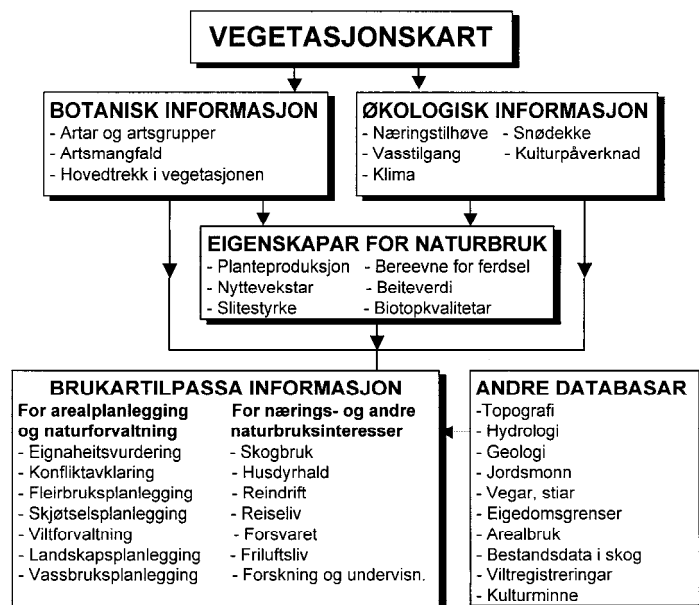 VEGETASJONSKART
BOTANISK INFORMASJON
- Artar og artsgrupper
- Artsmangfald
- Hovedtrekk i vegetasjonen
ØKOLOGISK INFORMASJON
- Næringstilhøve - Snødekke
- Vasstilgang - Kulturpåverknad
- Klima
EIGENSKAPAR FOR NATURBRUK
- Planteproduksjon - Bereevne for ferdsel
- Nyttevekstar - Beiteverdi
- Slitestyrke - Biotopkvalitetar
BRUKARTILPASSA INFORMASJON
For arealplanlegging
og naturforvaltning
- Eignaheitsvurdering
- Konfliktavklaring
- Fleirbruksplanlegging
- Skjøtselsplanlegging
- Viltforvaltning
- Landskapsplanlegging
- Vassbruksplanlegging
For nærings- og andre
naturbruksinteresser
- Skogbruk
- Husdyrhald
- Reindrift
- Reiseliv
- Forsvaret
- Friluftsliv
- Forskning og undervisn.
ANDRE DATABASAR
-Topografi
- Hydrologi
- Geologi
- Jordsmonn
- Vegar, stiar
- Eigedomsgrenser
- Arealbruk
- Bestandsdata i skog
- Viltregistreringar
- Kulturminne